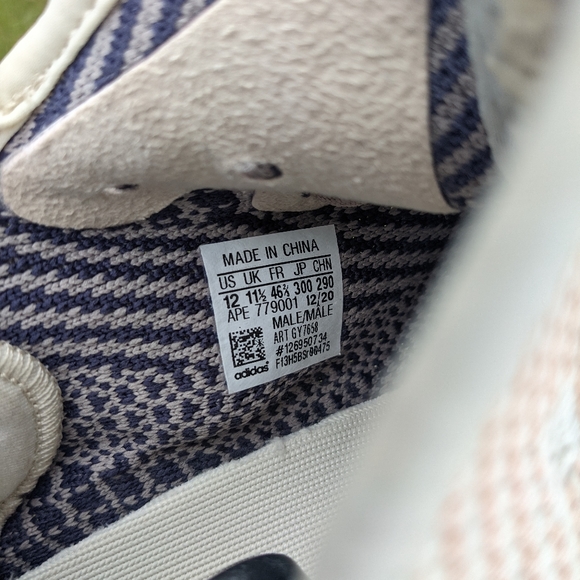 MADE IN CHINA
US UK FR JP CHN
12 11½ 46⅔ 300 290
APE 779001 12/20
MALE/MALE
ART GY7658
#126950734
adidas